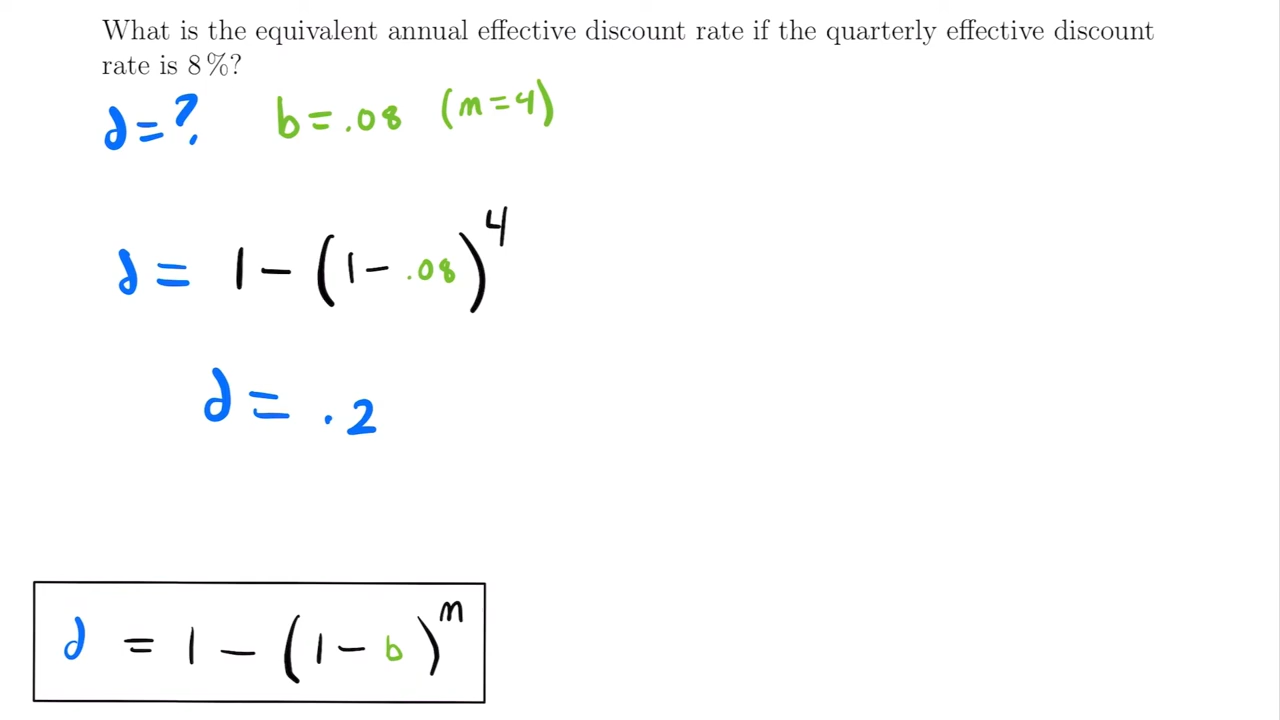 What is the equivalent annual effective discount rate if the quarterly effective discount
rate is 8 %?
d = ? b = .08 (m = 4)
d = 1 − (1 − .08)^4
d = .2
d = 1 − (1 − b)^m